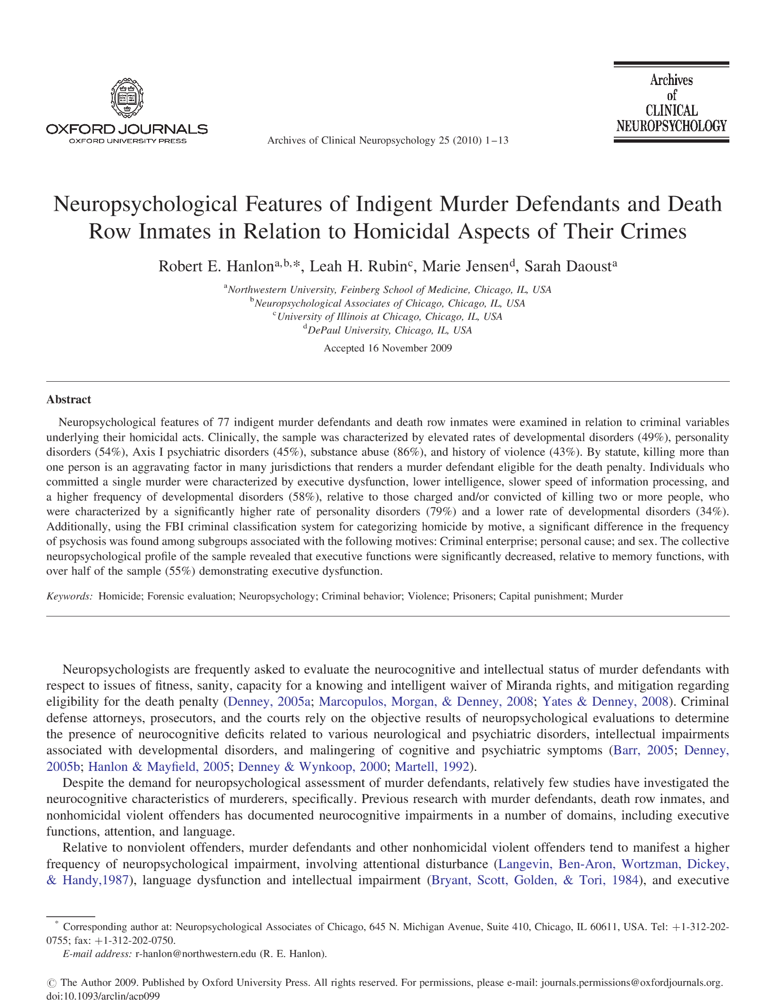 OXFORD JOURNALS
OXFORD UNIVERSITY PRESS
Archives of Clinical Neuropsychology 25 (2010) 1–13
Archives
of
CLINICAL
NEUROPSYCHOLOGY
Neuropsychological Features of Indigent Murder Defendants and Death
Row Inmates in Relation to Homicidal Aspects of Their Crimes
Robert E. Hanlon^a,b,*, Leah H. Rubin^c, Marie Jensen^d, Sarah Daoust^a
^aNorthwestern University, Feinberg School of Medicine, Chicago, IL, USA
^bNeuropsychological Associates of Chicago, Chicago, IL, USA
^cUniversity of Illinois at Chicago, Chicago, IL, USA
^dDePaul University, Chicago, IL, USA
Accepted 16 November 2009
Abstract
Neuropsychological features of 77 indigent murder defendants and death row inmates were examined in relation to criminal variables
underlying their homicidal acts. Clinically, the sample was characterized by elevated rates of developmental disorders (49%), personality
disorders (54%), Axis I psychiatric disorders (45%), substance abuse (86%), and history of violence (43%). By statute, killing more than
one person is an aggravating factor in many jurisdictions that renders a murder defendant eligible for the death penalty. Individuals who
committed a single murder were characterized by executive dysfunction, lower intelligence, slower speed of information processing, and
a higher frequency of developmental disorders (58%), relative to those charged and/or convicted of killing two or more people, who
were characterized by a significantly higher rate of personality disorders (79%) and a lower rate of developmental disorders (34%).
Additionally, using the FBI criminal classification system for categorizing homicide by motive, a significant difference in the frequency
of psychosis was found among subgroups associated with the following motives: Criminal enterprise; personal cause; and sex. The collective
neuropsychological profile of the sample revealed that executive functions were significantly decreased, relative to memory functions, with
over half of the sample (55%) demonstrating executive dysfunction.
Keywords: Homicide; Forensic evaluation; Neuropsychology; Criminal behavior; Violence; Prisoners; Capital punishment; Murder
Neuropsychologists are frequently asked to evaluate the neurocognitive and intellectual status of murder defendants with
respect to issues of fitness, sanity, capacity for a knowing and intelligent waiver of Miranda rights, and mitigation regarding
eligibility for the death penalty (Denney, 2005a; Marcopulos, Morgan, & Denney, 2008; Yates & Denney, 2008). Criminal
defense attorneys, prosecutors, and the courts rely on the objective results of neuropsychological evaluations to determine
the presence of neurocognitive deficits related to various neurological and psychiatric disorders, intellectual impairments
associated with developmental disorders, and malingering of cognitive and psychiatric symptoms (Barr, 2005; Denney,
2005b; Hanlon & Mayfield, 2005; Denney & Wynkoop, 2000; Martell, 1992).
Despite the demand for neuropsychological assessment of murder defendants, relatively few studies have investigated the
neurocognitive characteristics of murderers, specifically. Previous research with murder defendants, death row inmates, and
nonhomicidal violent offenders has documented neurocognitive impairments in a number of domains, including executive
functions, attention, and language.
Relative to nonviolent offenders, murder defendants and other nonhomicidal violent offenders tend to manifest a higher
frequency of neuropsychological impairment, involving attentional disturbance (Langevin, Ben-Aron, Wortzman, Dickey,
& Handy,1987), language dysfunction and intellectual impairment (Bryant, Scott, Golden, & Tori, 1984), and executive
* Corresponding author at: Neuropsychological Associates of Chicago, 645 N. Michigan Avenue, Suite 410, Chicago, IL 60611, USA. Tel: +1-312-202-
0755; fax: +1-312-202-0750.
E-mail address: r-hanlon@northwestern.edu (R. E. Hanlon).
© The Author 2009. Published by Oxford University Press. All rights reserved. For permissions, please e-mail: journals.permissions@oxfordjournals.org.
doi:10.1093/arclin/acp099